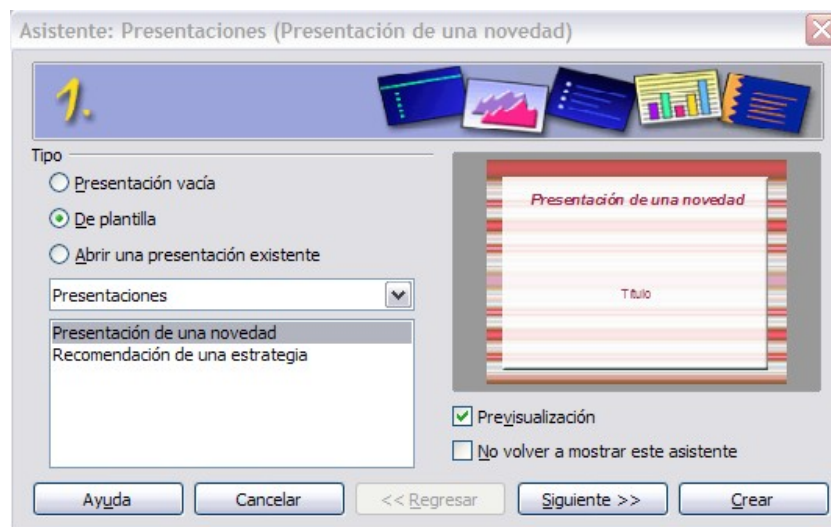 Asistente: Presentaciones (Presentación de una novedad)
1.
Tipo
Presentación vacía
De plantilla
Abrir una presentación existente
Presentaciones
Presentación de una novedad
Recomendación de una estrategia
Presentación de una novedad
Título
Previsualización
No volver a mostrar este asistente
Ayuda
Cancelar
<< Regresar
Siguiente >>
Crear